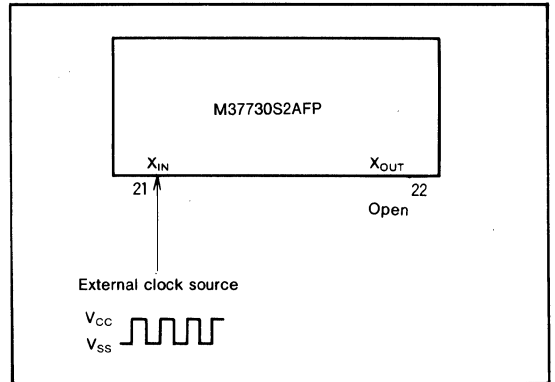 M37730S2AFP
XIN XOUT
21 22
Open
External clock source
VCC
VSS